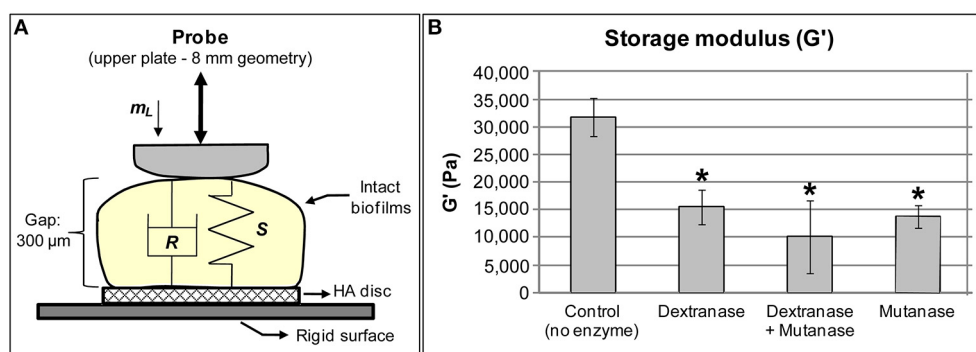 A
Probe
(upper plate - 8 mm geometry)
mL
Gap:
300 µm
R
S
Intact
biofilms
HA disc
Rigid surface
B
Storage modulus (G')
G' (Pa)
40,000
35,000
30,000
25,000
20,000
15,000
10,000
5,000
0
*
*
*
Control
(no enzyme)
Dextranase
Dextranase
+ Mutanase
Mutanase